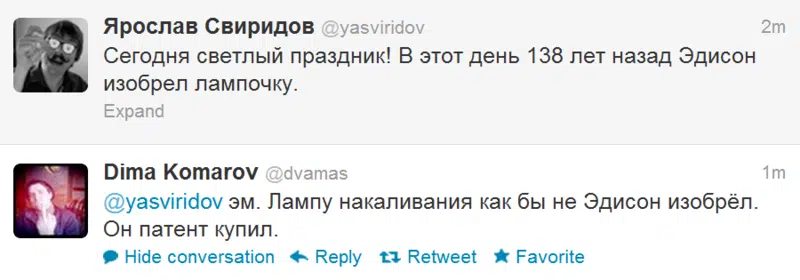 Ярослав Свиридов @yasviridov 2m
Сегодня светлый праздник! В этот день 138 лет назад Эдисон
изобрел лампочку.
Expand
Dima Komarov @dvamas 1m
@yasviridov эм. Лампу накаливания как бы не Эдисон изобрёл.
Он патент купил.
Hide conversation Reply Retweet Favorite